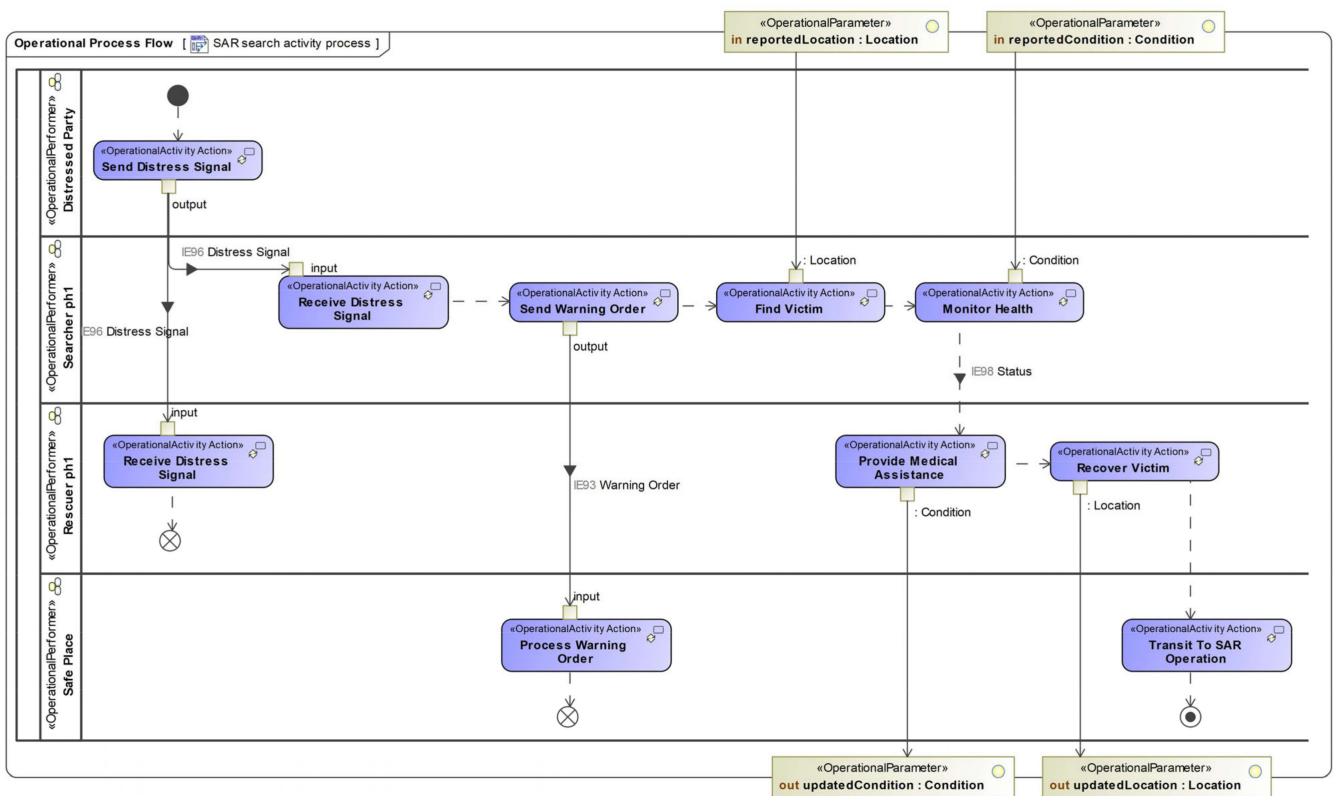 «OperationalParameter»
in reportedLocation : Location
«OperationalParameter»
in reportedCondition : Condition
Operational Process Flow [ SAR search activity process ]
«OperationalPerformer»
Distressed Party
«OperationalActivity Action»
Send Distress Signal
output
«OperationalPerformer»
Searcher ph1
IE96 Distress Signal
input
: Location
: Condition
«OperationalActivity Action»
Receive Distress
Signal
«OperationalActivity Action»
Send Warning Order
«OperationalActivity Action»
Find Victim
«OperationalActivity Action»
Monitor Health
E96 Distress Signal
output
IE98 Status
«OperationalPerformer»
Rescuer ph1
input
«OperationalActivity Action»
Receive Distress
Signal
«OperationalActivity Action»
Provide Medical
Assistance
«OperationalActivity Action»
Recover Victim
IE93 Warning Order
: Condition
: Location
«OperationalPerformer»
Safe Place
input
«OperationalActivity Action»
Process Warning
Order
«OperationalActivity Action»
Transit To SAR
Operation
«OperationalParameter»
out updatedCondition : Condition
«OperationalParameter»
out updatedLocation : Location